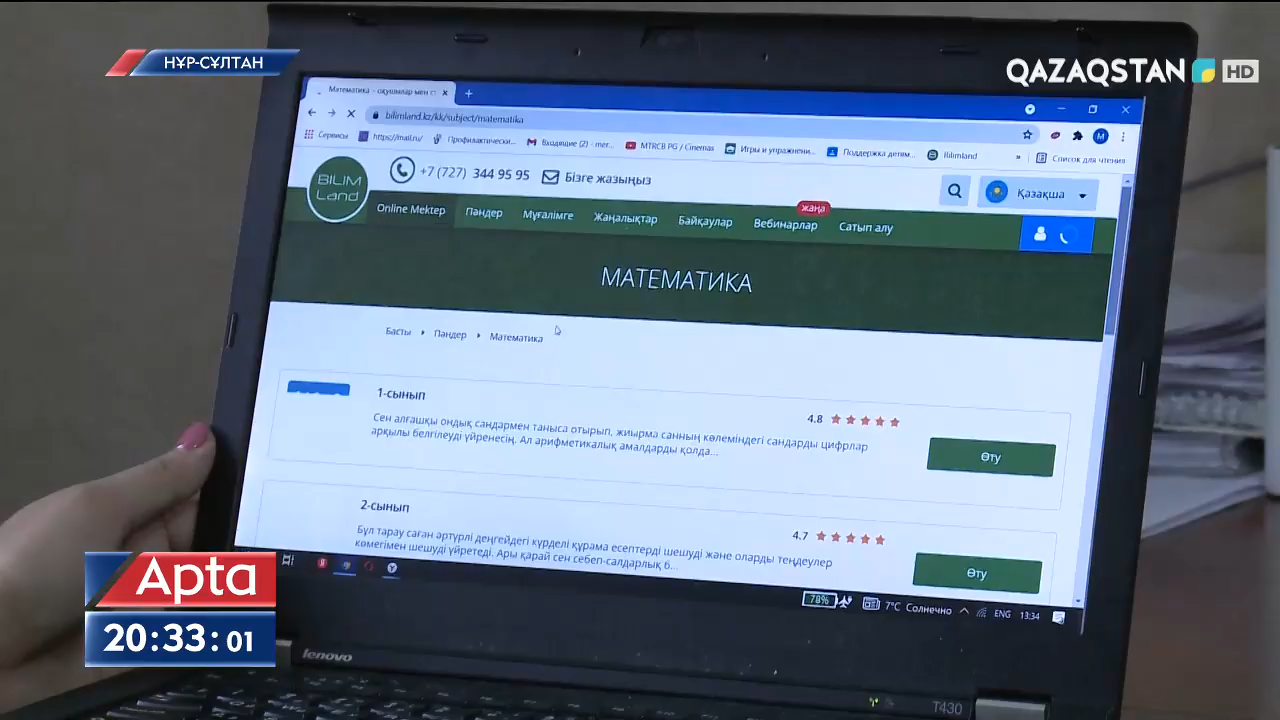 НҰР-СҰЛТАН
QAZAQSTAN HD
Математика - оқушылар мен ст
bilimland.kz/kk/subject/matematika
Сервисы
https://mail.ru/
Профилактически...
Входящие (2) - mer...
MTRCB PG / Cinemas
Игры и упражнени...
Поддержка детям...
Bilimland
»
Список для чтения
BILIM
Land
+7 (727) 344 95 95
Бізге жазыңыз
Қазақша
Online Mektep
Пәндер
Мұғалімге
Жаңалықтар
Байқаулар
Вебинарлар
жаңа
Сатып алу
МАТЕМАТИКА
Басты
Пәндер
Математика
1-сынып
4.8
Сен алғашқы ондық сандармен таныса отырып, жиырма санның көлеміндегі сандарды цифрлар
арқылы белгілеуді үйренесің. Ал арифметикалық амалдарды қолда...
Өту
2-сынып
4.7
Бұл тарау саған әртүрлі деңгейдегі күрделі құрама есептерді шешуді және оларды теңдеулер
көмегімен шешуді үйретеді. Ары қарай сен себеп-салдарлық б...
Өту
78%
7°C Солнечно
ENG
13:34
Apta
20:33:01
lenovo
T430